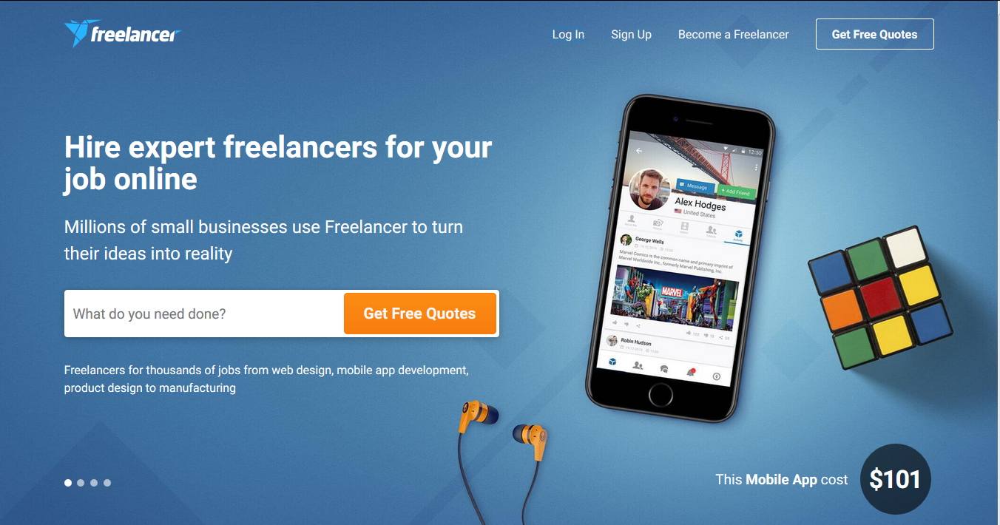 freelancer
Log In
Sign Up
Become a Freelancer
Get Free Quotes
Hire expert freelancers for your
job online
Millions of small businesses use Freelancer to turn
their ideas into reality
What do you need done?
Get Free Quotes
Freelancers for thousands of jobs from web design, mobile app development,
product design to manufacturing
12:30
Message
+ Add Friend
Alex Hodges
United States
Activity
George Wells
Marvel Comics is the common name and primary imprint of
Marvel Worldwide Inc., formerly Marvel Publishing, Inc.
MARVEL
Robin Hudson
This Mobile App cost
$101